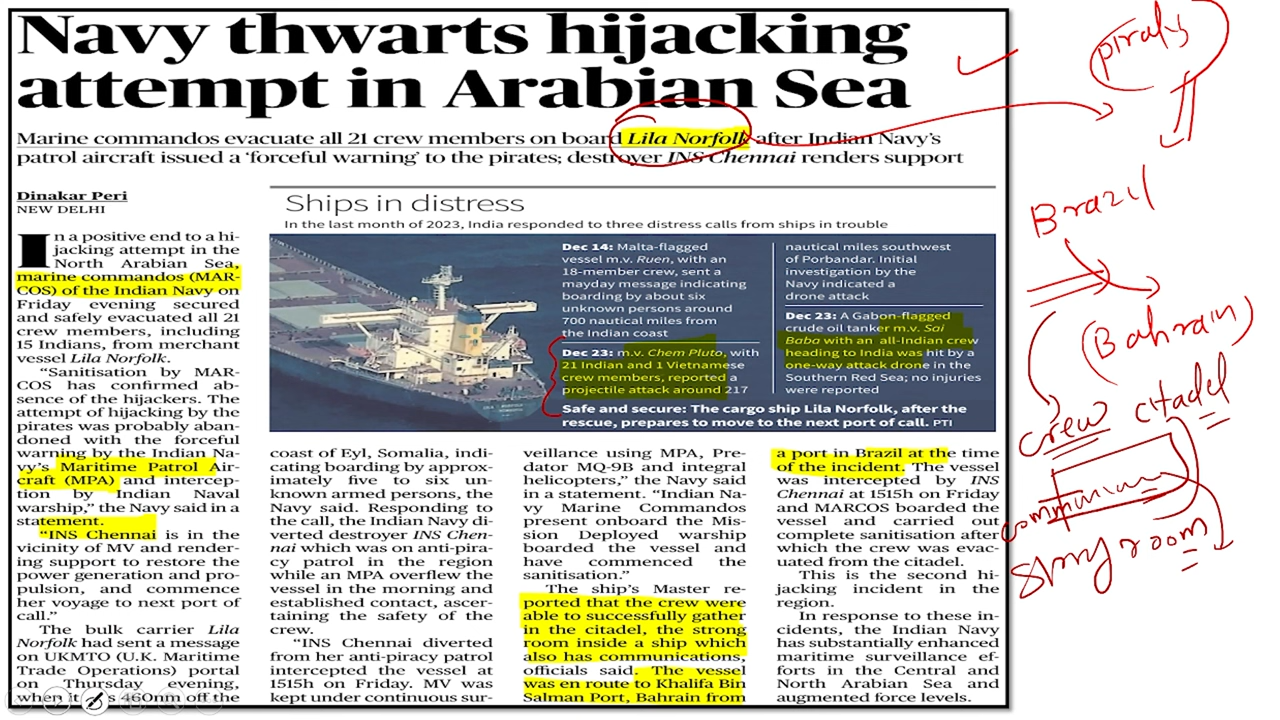 Navy thwarts hijacking
attempt in Arabian Sea
Marine commandos evacuate all 21 crew members on board Lila Norfolk after Indian Navy's
patrol aircraft issued a 'forceful warning' to the pirates; destroyer INS Chennai renders support
Dinakar Peri
NEW DELHI
In a positive end to a hi-
jacking attempt in the
North Arabian Sea,
marine commandos (MAR-
COS) of the Indian Navy on
Friday evening secured
and safely evacuated all 21
crew members, including
15 Indians, from merchant
vessel Lila Norfolk.
"Sanitisation by MAR-
COS has confirmed ab-
sence of the hijackers. The
attempt of hijacking by the
pirates was probably aban-
doned with the forceful
warning by the Indian Na-
vy's Maritime Patrol Air-
craft (MPA) and intercep-
tion by Indian Naval
warship," the Navy said in a
statement.
"INS Chennai is in the
vicinity of MV and render-
ing support to restore the
power generation and pro-
pulsion, and commence
her voyage to next port of
call."
The bulk carrier Lila
Norfolk had sent a message
on UKMTO (U.K. Maritime
Trade Operations) portal
on Thursday evening,
when it 460nm off the
Ships in distress
In the last month of 2023, India responded to three distress calls from ships in trouble
Dec 14: Malta-flagged
vessel m.v. Ruen, with an
18-member crew, sent a
mayday message indicating
boarding by about six
unknown persons around
700 nautical miles from
the Indian coast
Dec 23: m.v. Chem Pluto, with
21 Indian and 1 Vietnamese
crew members, reported a
projectile attack around 217
nautical miles southwest
of Porbandar. Initial
investigation by the
Navy indicated a
drone attack
Dec 23: A Gabon-flagged
crude oil tanker m.v. Sai
Baba with an all-Indian crew
heading to India was hit by a
one-way attack drone in the
Southern Red Sea; no injuries
were reported
Safe and secure: The cargo ship Lila Norfolk, after the
rescue, prepares to move to the next port of call. PTI
coast of Eyl, Somalia, indi-
cating boarding by approx-
imately five to six un-
known armed persons, the
Navy said. Responding to
the call, the Indian Navy di-
verted destroyer INS Chen-
nai which was on anti-pira-
cy patrol in the region
while an MPA overflew the
vessel in the morning and
established contact, ascer-
taining the safety of the
crew.
"INS Chennai diverted
from her anti-piracy patrol
intercepted the vessel at
1515h on Friday. MV was
kept under continuous sur-
veillance using MPA, Pre-
dator MQ-9B and integral
helicopters," the Navy said
in a statement. "Indian Na-
vy Marine Commandos
present onboard the Mis-
sion Deployed warship
boarded the vessel and
have commenced the
sanitisation."
The ship's Master re-
ported that the crew were
able to successfully gather
in the citadel, the strong
room inside a ship which
also has communications,
officials said. The vessel
was en route to Khalifa Bin
Salman Port, Bahrain from
a port in Brazil at the time
of the incident. The vessel
was intercepted by INS
Chennai at 1515h on Friday
and MARCOS boarded the
vessel and carried out
complete sanitisation after
which the crew was evac-
uated from the citadel.
This is the second hi-
jacking incident in the
region.
In response to these in-
cidents, the Indian Navy
has substantially enhanced
maritime surveillance ef-
forts in the Central and
North Arabian Sea and
augmented force levels.
Brazil
(Bahrain)
crew citadel
room